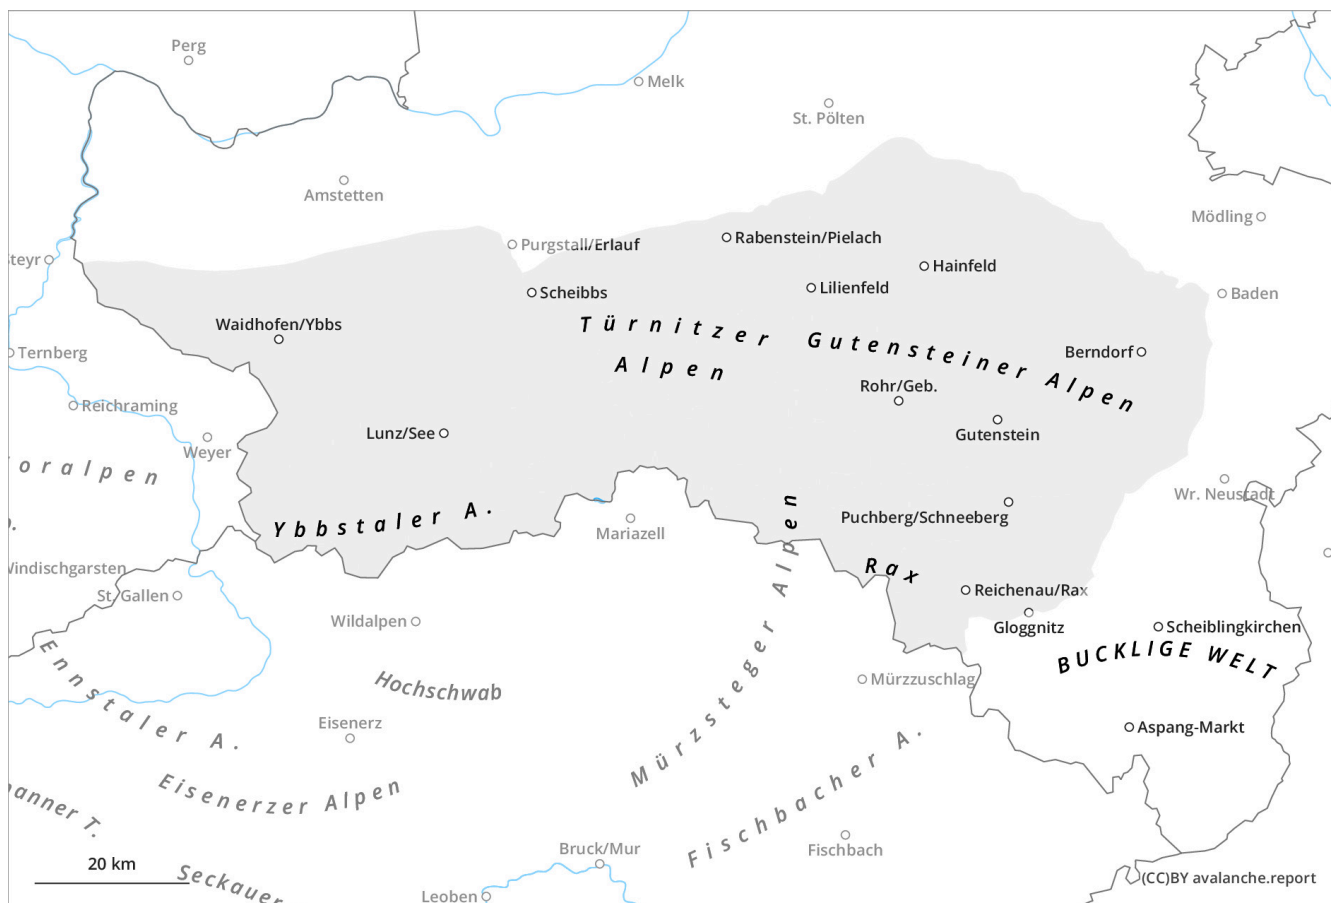 Perg
Melk
St. Pölten
Amstetten
Mödling
Purgstall/Erlauf
Rabenstein/Pielach
steyr
Hainfeld
Scheibbs
Lilienfeld
Baden
Waidhofen/Ybbs
Türnitzer
Alpen
Gutensteiner Alpen
Ternberg
Berndorf
Rohr/Geb.
Reichraming
Lunz/See
Gutenstein
Weyer
oralpen
Wr. Neustadt
Ybbstaler A.
Puchberg/Schneeberg
Mariazell
Mürzsteger Alpen
Windischgarsten
Rax
St. Gallen
Reichenau/Rax
Wildalpen
Gloggnitz
Scheiblingkirchen
BUCKLIGE WELT
Ennstaler A.
Hochschwab
Mürzzuschlag
Eisenerz
Aspang-Markt
Eisenerzer Alpen
Fischbacher A.
anner T.
Fischbach
Bruck/Mur
20 km
Seckauer
Leoben
(CC)BY avalanche.report